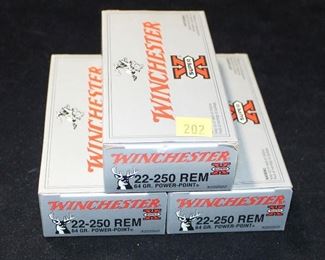 WINCHESTER
SUPER X
WINCHESTER
SUPER X
202
WINCHESTER
22-250 REM
64 GR. POWER-POINT®
WINCHESTER
22-250 REM
64 GR. POWER-POINT®
WINCHESTER
22-250 REM
64 GR. POWER-POINT®